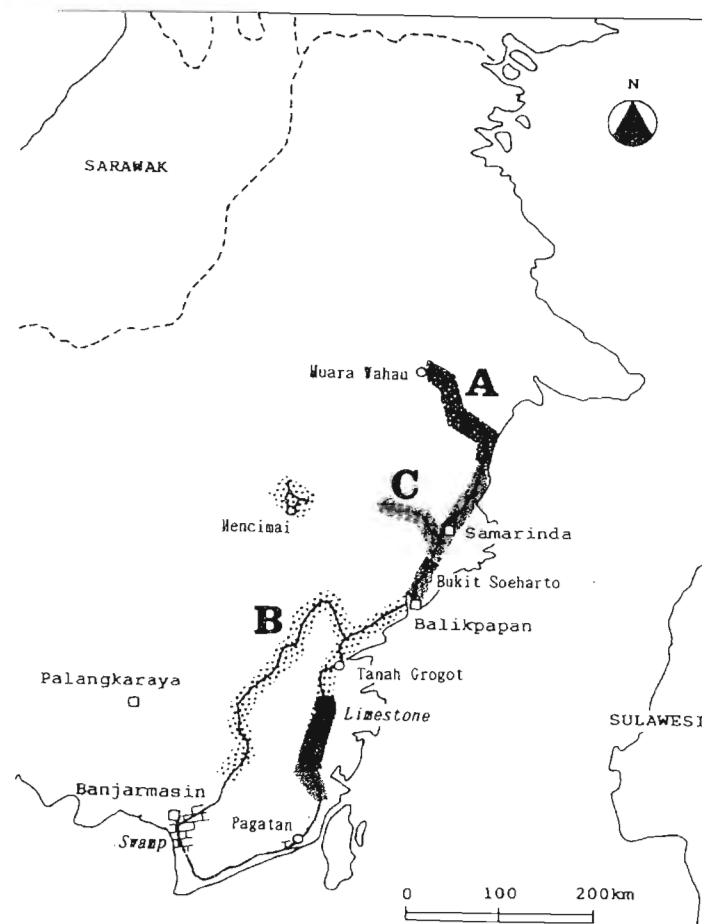 N
SARAWAK
Muara Wahau
A
C
Mencimai
Samarinda
Bukit Soeharto
B
Balikpapan
Tanah Grogot
Palangkaraya
Limestone
SULAWESI
Banjarmasin
Swamp
Pagatan
0 100 200km